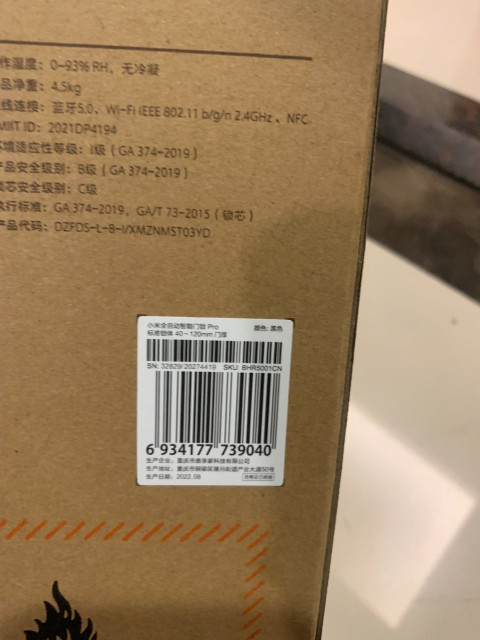 作湿度：0~93% RH，无冷凝
品净重：4.5kg
线连接：蓝牙5.0、Wi-Fi IEEE 802.11 b/g/n 2.4GHz、NFC
MIIT ID：2021DP4194
环境适应性等级：I级（GA 374-2019）
产品安全级别：B级（GA 374-2019）
锁芯安全级别：C级
执行标准：GA 374-2019，GA/T 73-2015（锁芯）
产品代码：DZFDS-L-8-I/XMZNMST03YD
小米全自动智能门锁 Pro 颜色: 黑色
标准锁体 40～120mm 门厚
SN: 32829/20274419 SKU: BHR5001CN
6 934177 739040
生产日期：2022.08